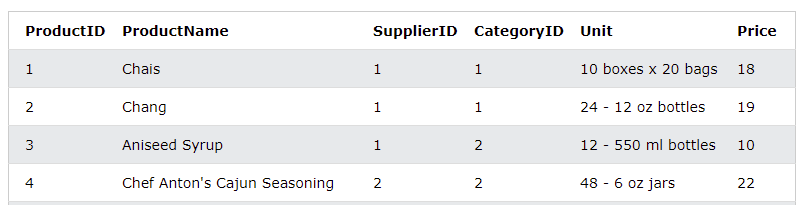 ProductID ProductName SupplierID CategoryID Unit Price
1 Chais 1 1 10 boxes x 20 bags 18
2 Chang 1 1 24 - 12 oz bottles 19
3 Aniseed Syrup 1 2 12 - 550 ml bottles 10
4 Chef Anton's Cajun Seasoning 2 2 48 - 6 oz jars 22